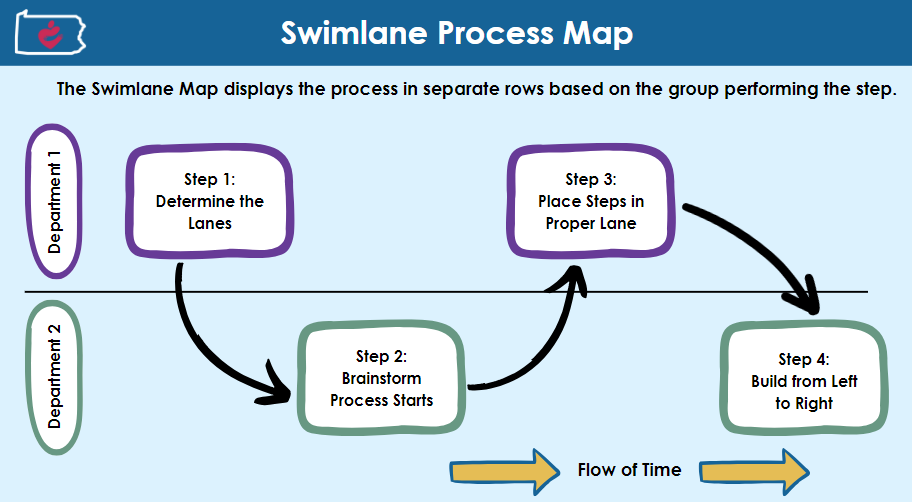 Swimlane Process Map
The Swimlane Map displays the process in separate rows based on the group performing the step.
Department 1
Step 1:
Determine the
Lanes
Step 3:
Place Steps in
Proper Lane
Department 2
Step 2:
Brainstorm
Process Starts
Step 4:
Build from Left
to Right
Flow of Time